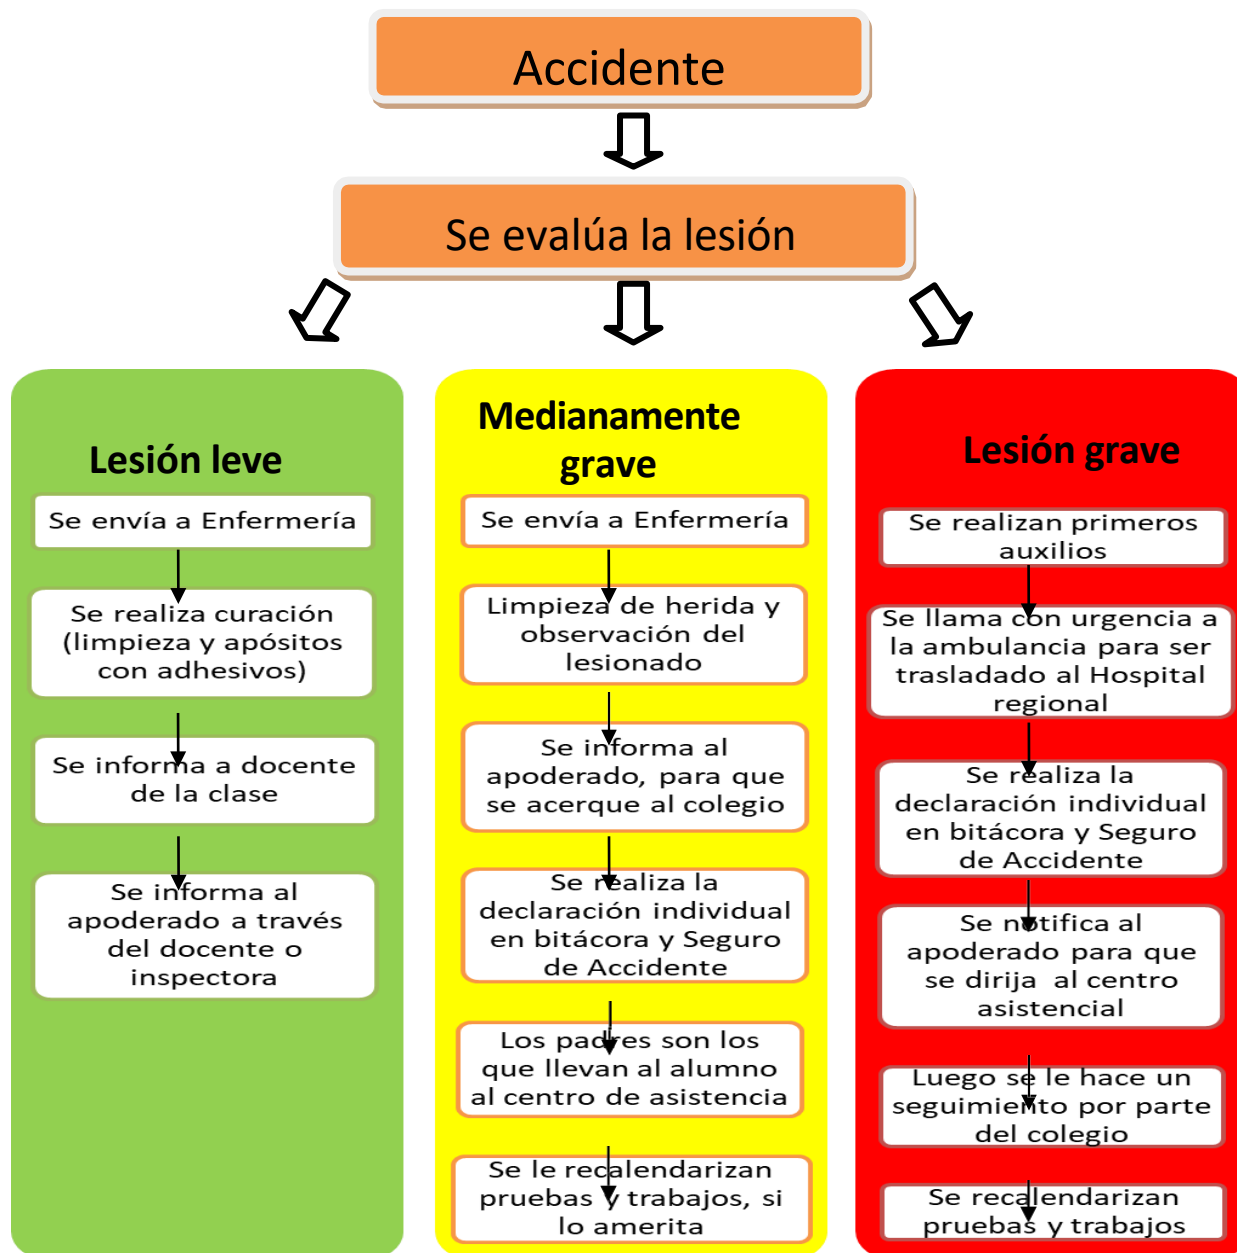 Accidente
Se evalúa la lesión
Lesión leve
Se envía a Enfermería
Se realiza curación
(limpieza y apósitos
con adhesivos)
Se informa a docente
de la clase
Se informa al
apoderado a través
del docente o
inspectora
Medianamente
grave
Se envía a Enfermería
Limpieza de herida y
observación del
lesionado
Se informa al
apoderado, para que
se acerque al colegio
Se realiza la
declaración individual
en bitácora y Seguro
de Accidente
Los padres son los
que llevan al alumno
al centro de asistencia
Se le recalendarizan
pruebas y trabajos, si
lo amerita
Lesión grave
Se realizan primeros
auxilios
Se llama con urgencia a
la ambulancia para ser
trasladado al Hospital
regional
Se realiza la
declaración individual
en bitácora y Seguro
de Accidente
Se notifica al
apoderado para que
se dirija al centro
asistencial
Luego se le hace un
seguimiento por parte
del colegio
Se recalendarizan
pruebas y trabajos